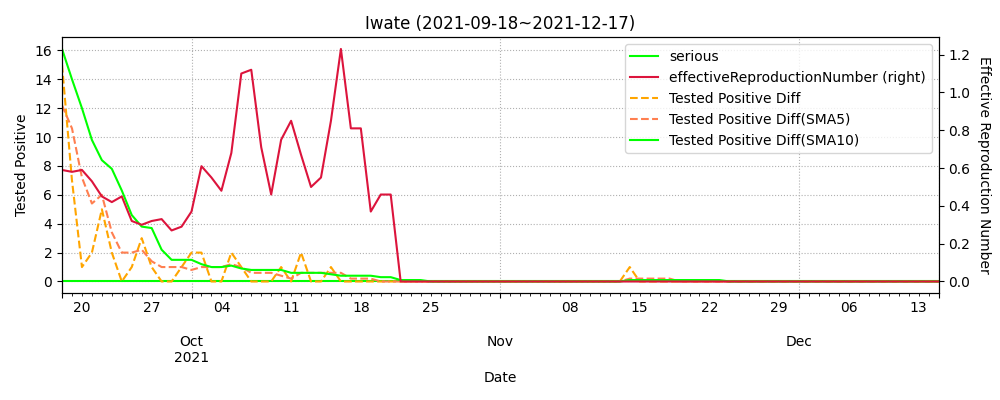 Iwate (2021-09-18~2021-12-17)
serious
effectiveReproductionNumber (right)
Tested Positive Diff
Tested Positive Diff(SMA5)
Tested Positive Diff(SMA10)
Tested Positive
16
14
12
10
8
6
4
2
0
Effective Reproduction Number
1.2
1.0
0.8
0.6
0.4
0.2
0.0
20 27 04 11 18 25 08 15 22 29 06 13
Oct Nov Dec
2021
Date